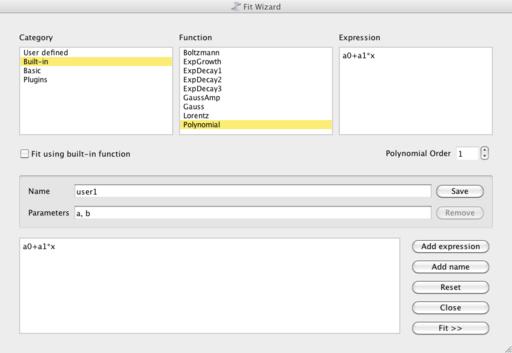 Fit Wizard
Category
Function
Expression
User defined
Built-in
Basic
Plugins
Boltzmann
ExpGrowth
ExpDecay1
ExpDecay2
ExpDecay3
GaussAmp
Gauss
Lorentz
Polynomial
a0+a1*x
Fit using built-in function
Polynomial Order 1
Name user1 Save
Parameters a, b Remove
a0+a1*x
Add expression
Add name
Reset
Close
Fit >>